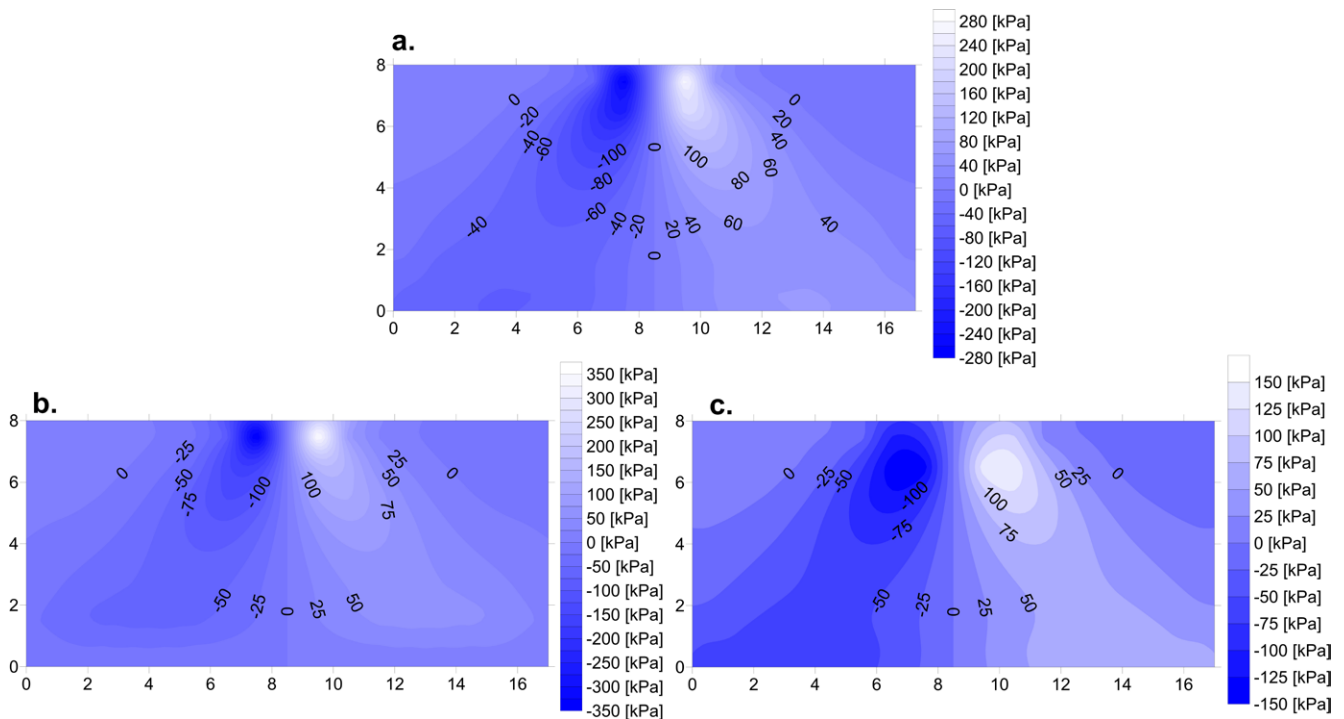 a.
280 [kPa]
240 [kPa]
200 [kPa]
160 [kPa]
120 [kPa]
80 [kPa]
40 [kPa]
0 [kPa]
-40 [kPa]
-80 [kPa]
-120 [kPa]
-160 [kPa]
-200 [kPa]
-240 [kPa]
-280 [kPa]
8
6
4
2
0
0 2 4 6 8 10 12 14 16
0 -20 -40 -60 -100 -80 -60 -40 -20 0 0 20 40 60 80 100 60 40 20 0 40 -40
b.
350 [kPa]
300 [kPa]
250 [kPa]
200 [kPa]
150 [kPa]
100 [kPa]
50 [kPa]
0 [kPa]
-50 [kPa]
-100 [kPa]
-150 [kPa]
-200 [kPa]
-250 [kPa]
-300 [kPa]
-350 [kPa]
8
6
4
2
0
0 2 4 6 8 10 12 14 16
0 -25 -50 -75 -100 100 75 50 25 0
-50 -25 0 25 50
c.
150 [kPa]
125 [kPa]
100 [kPa]
75 [kPa]
50 [kPa]
25 [kPa]
0 [kPa]
-25 [kPa]
-50 [kPa]
-75 [kPa]
-100 [kPa]
-125 [kPa]
-150 [kPa]
8
6
4
2
0
0 2 4 6 8 10 12 14 16
0 -25 -50 -100 -75 75 100 50 25 0
-50 -25 0 25 50